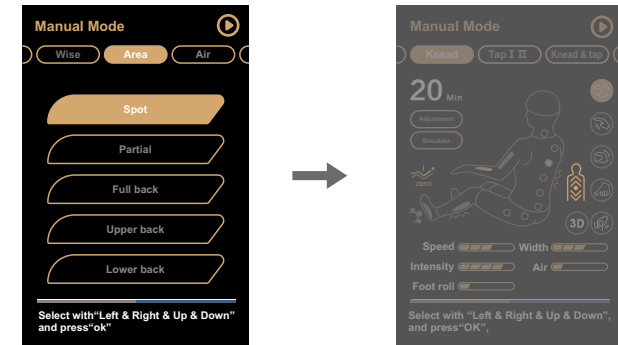 Manual Mode
Wise Area Air
Spot
Partial
Full back
Upper back
Lower back
Select with“Left & Right & Up & Down”
and press“ok”
Manual Mode
Knead Tap I II Knead & tap
20 Min
Adjustment
Shoulder
ZERO
3D
Speed Width
Intensity Air
Foot roll
Select with “Left & Right & Up & Down”,
and press“OK”,